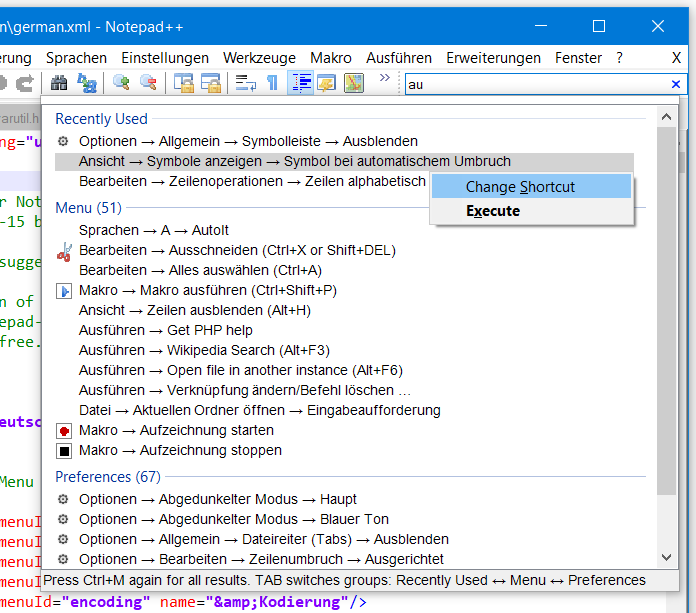 n\german.xml - Notepad++
erung Sprachen Einstellungen Werkzeuge Makro Ausführen Erweiterungen Fenster ? X
au
arutil.h
Recently Used
ng="u
Optionen → Allgemein → Symbolleiste → Ausblenden
Ansicht → Symbole anzeigen → Symbol bei automatischem Umbruch
Bearbeiten → Zeilenoperationen → Zeilen alphabetisch
Change Shortcut
Execute
r Not
Menu (51)
-15 b
Sprachen → A → AutoIt
Bearbeiten → Ausschneiden (Ctrl+X or Shift+DEL)
sugge
Bearbeiten → Alles auswählen (Ctrl+A)
Makro → Makro ausführen (Ctrl+Shift+P)
n of
Ansicht → Zeilen ausblenden (Alt+H)
tepad-
Ausführen → Get PHP help
free.
Ausführen → Wikipedia Search (Alt+F3)
Ausführen → Open file in another instance (Alt+F6)
Ausführen → Verknüpfung ändern/Befehl löschen ...
Datei → Aktuellen Ordner öffnen → Eingabeaufforderung
eutsc
Makro → Aufzeichnung starten
Makro → Aufzeichnung stoppen
Menu
Preferences (67)
Optionen → Abgedunkelter Modus → Haupt
menuI
Optionen → Abgedunkelter Modus → Blauer Ton
menuI
Optionen → Allgemein → Dateireiter (Tabs) → Ausblenden
menuI
Optionen → Bearbeiten → Zeilenumbruch → Ausgerichtet
menuI
Press Ctrl+M again for all results. TAB switches groups: Recently Used ↔ Menu ↔ Preferences
menuId="encoding" name="&amp;Kodierung"/>